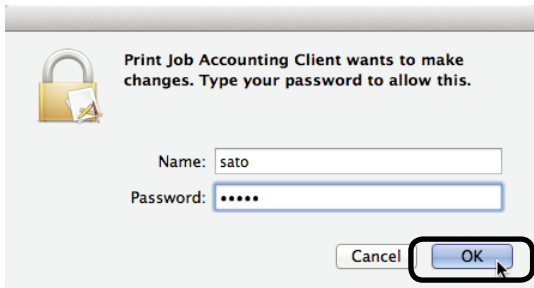 Print Job Accounting Client wants to make
changes. Type your password to allow this.
Name: sato
Password: •••••
Cancel OK